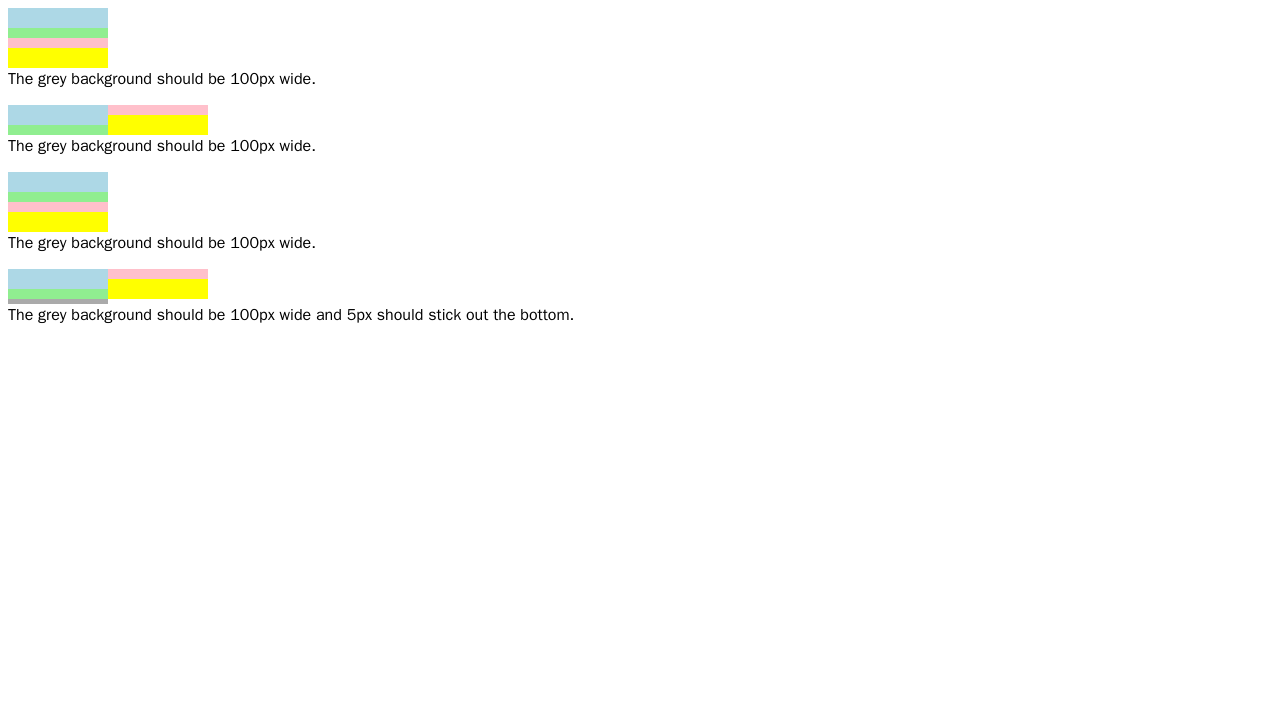 The grey background should be 100px wide.
The grey background should be 100px wide.
The grey background should be 100px wide.
The grey background should be 100px wide and 5px should stick out the bottom.